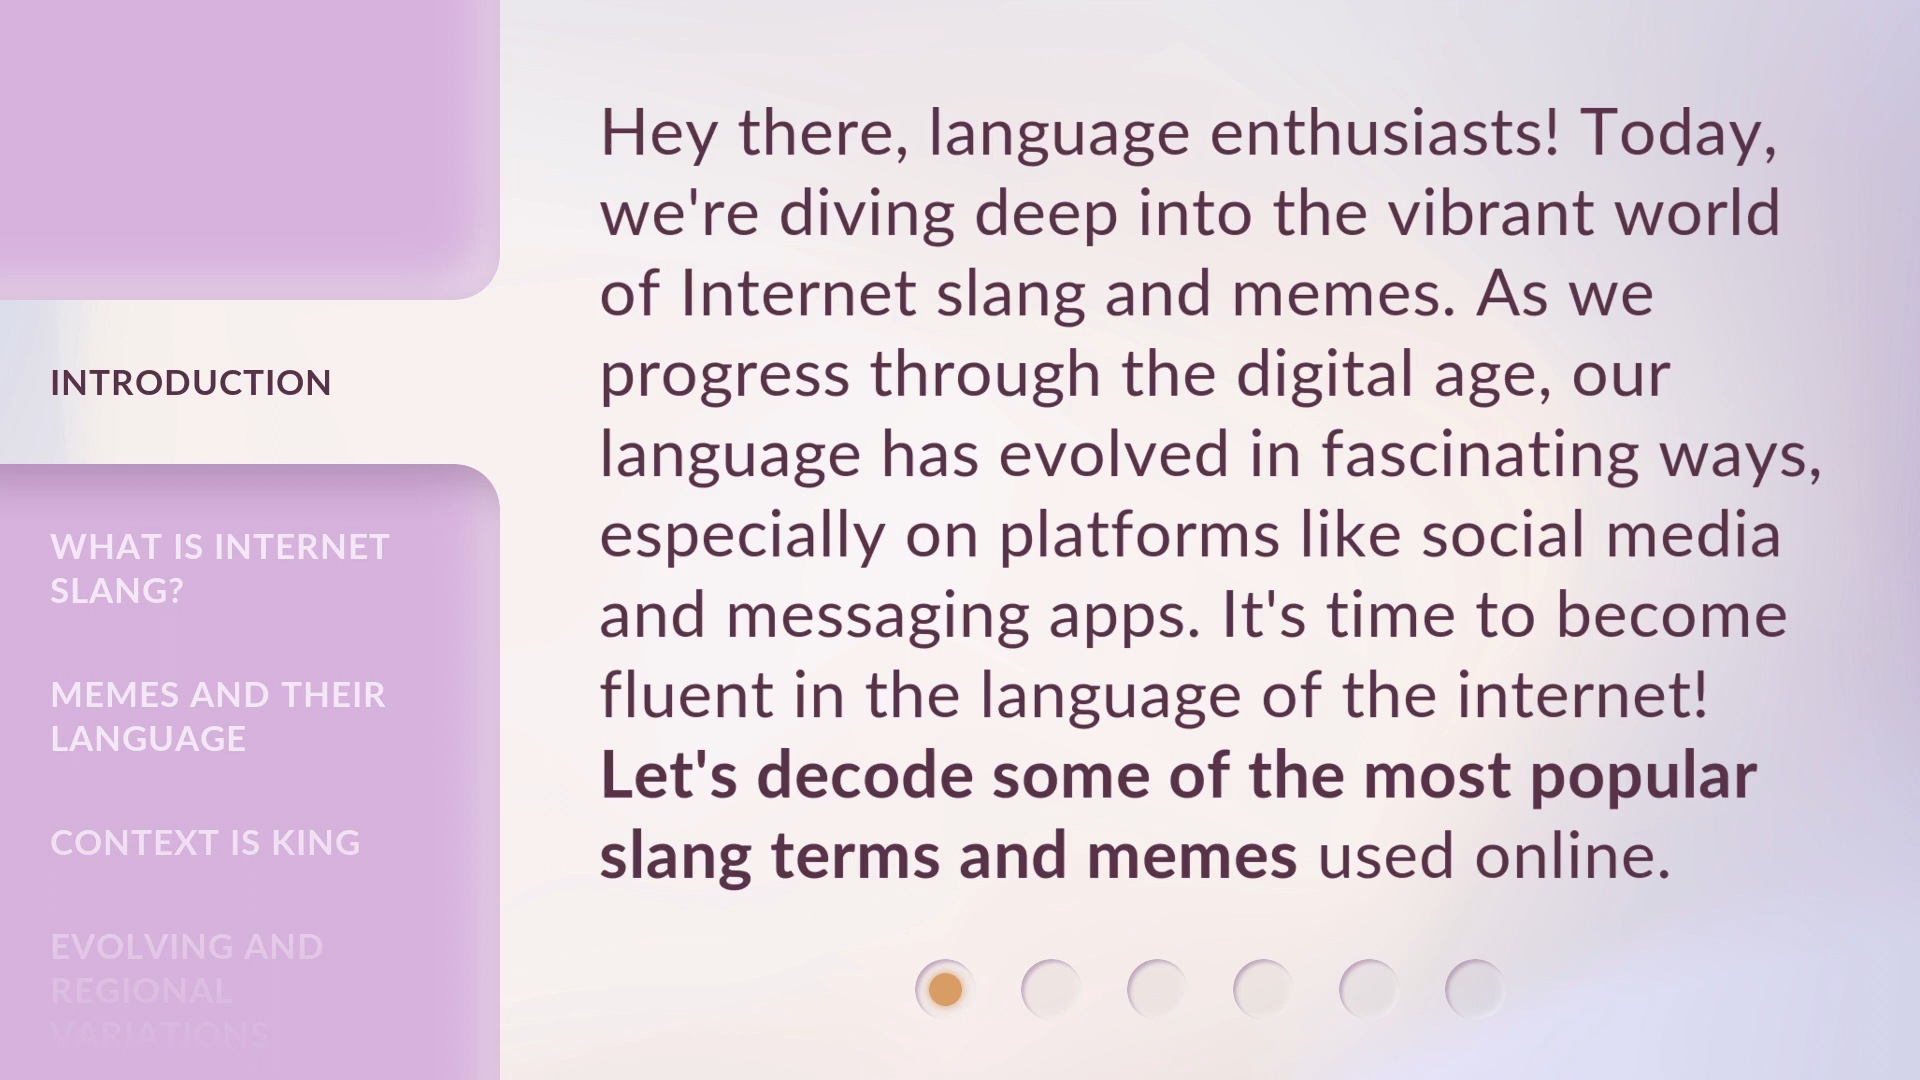 INTRODUCTION
WHAT IS INTERNET
SLANG?
MEMES AND THEIR
LANGUAGE
CONTEXT IS KING
EVOLVING AND
REGIONAL
VARIATIONS
Hey there, language enthusiasts! Today,
we're diving deep into the vibrant world
of Internet slang and memes. As we
progress through the digital age, our
language has evolved in fascinating ways,
especially on platforms like social media
and messaging apps. It's time to become
fluent in the language of the internet!
Let's decode some of the most popular
slang terms and memes used online.